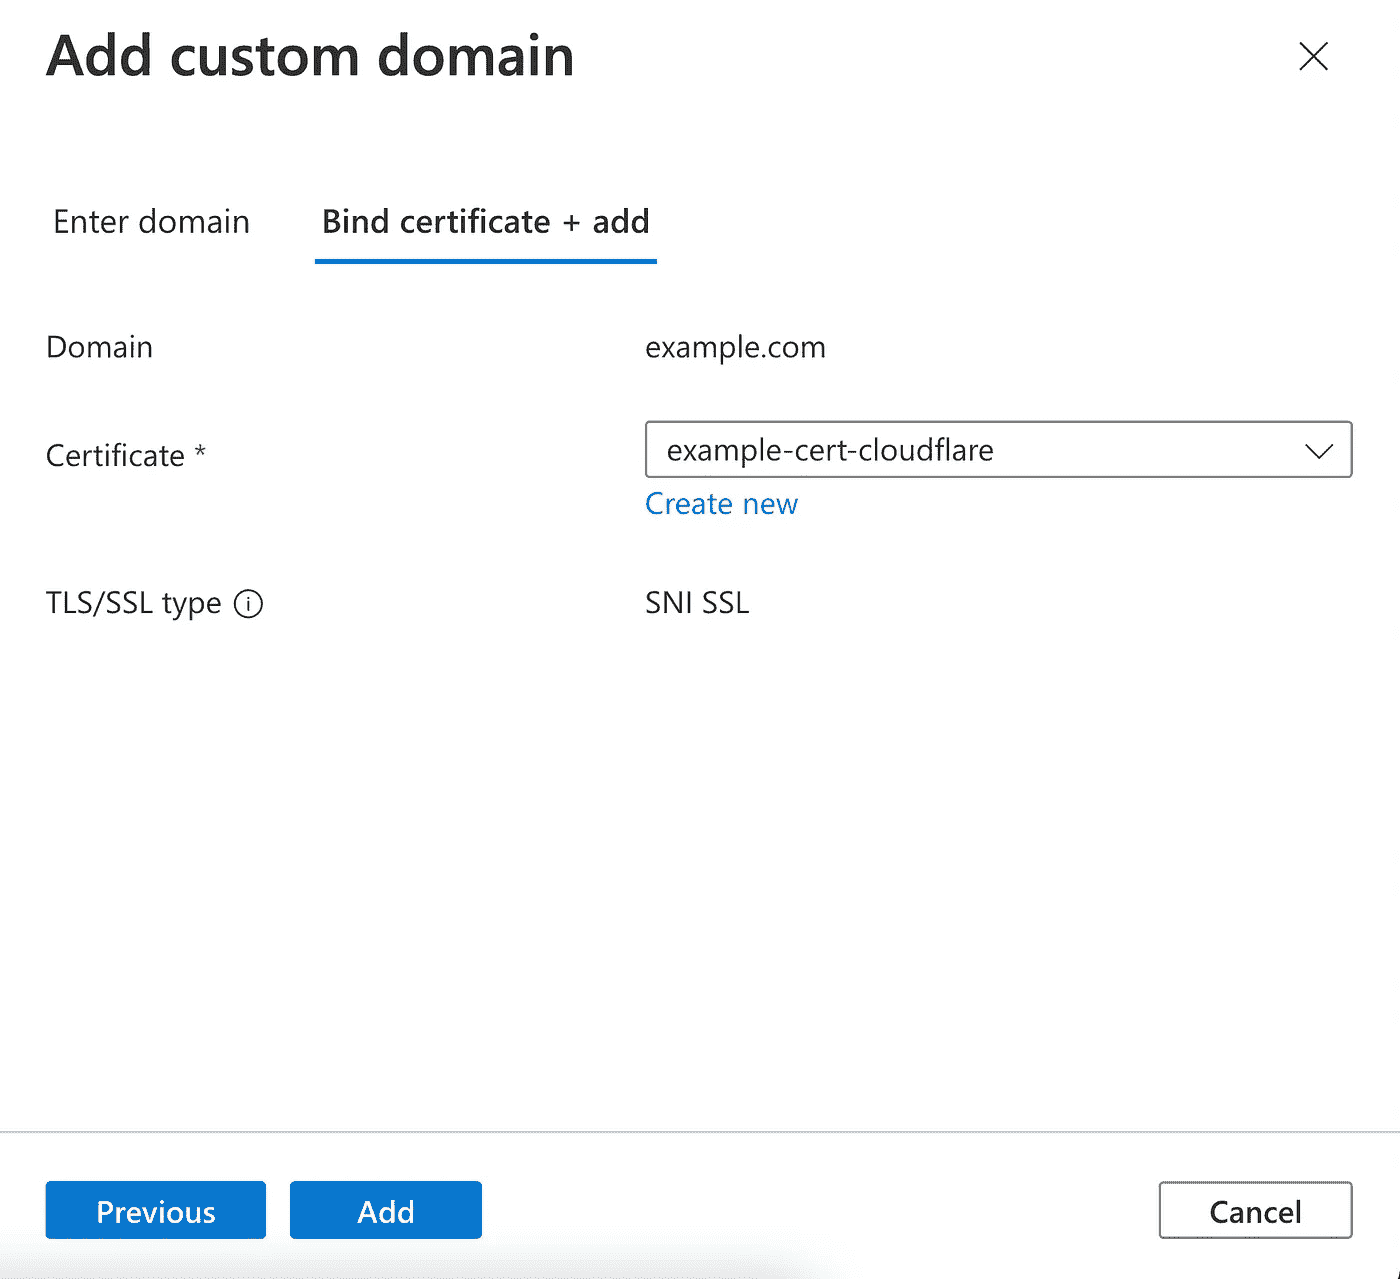 Add custom domain
Enter domain Bind certificate + add
Domain example.com
Certificate * example-cert-cloudflare
Create new
TLS/SSL type SNI SSL
Previous Add Cancel